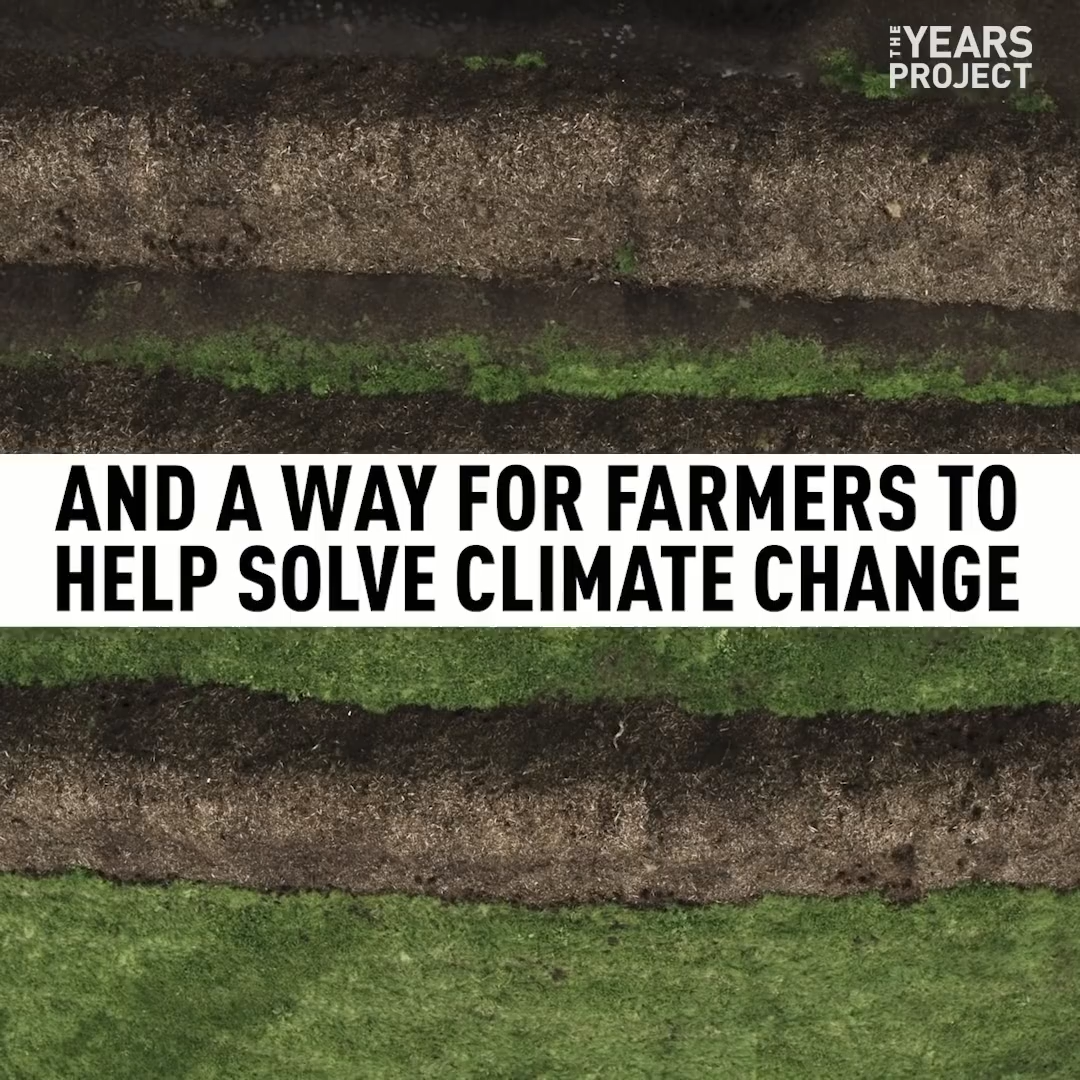 THE YEARS
PROJECT
AND A WAY FOR FARMERS TO
HELP SOLVE CLIMATE CHANGE